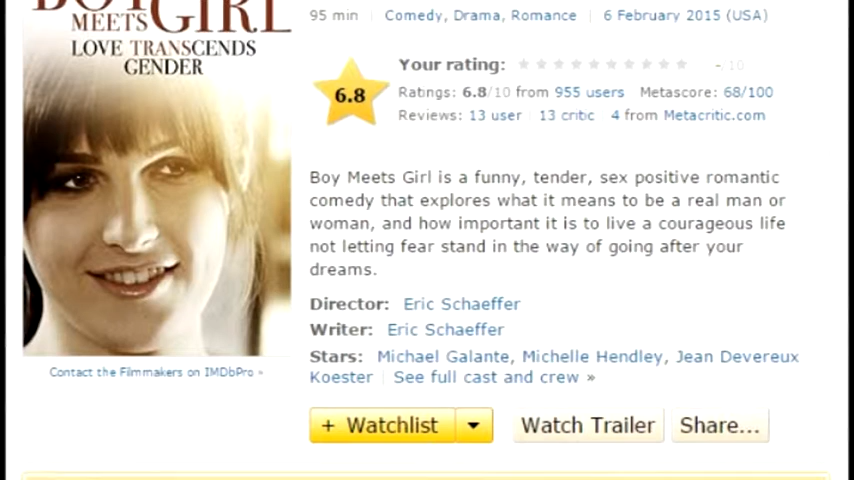 BOY
MEETS GIRL
LOVE TRANSCENDS
GENDER
95 min | Comedy, Drama, Romance | 6 February 2015 (USA)
6.8
Your rating: -/10
Ratings: 6.8/10 from 955 users Metascore: 68/100
Reviews: 13 user | 13 critic | 4 from Metacritic.com
Boy Meets Girl is a funny, tender, sex positive romantic
comedy that explores what it means to be a real man or
woman, and how important it is to live a courageous life
not letting fear stand in the way of going after your
dreams.
Director: Eric Schaeffer
Writer: Eric Schaeffer
Stars: Michael Galante, Michelle Hendley, Jean Devereux
Koester | See full cast and crew »
Contact the Filmmakers on IMDbPro »
+ Watchlist
Watch Trailer
Share...